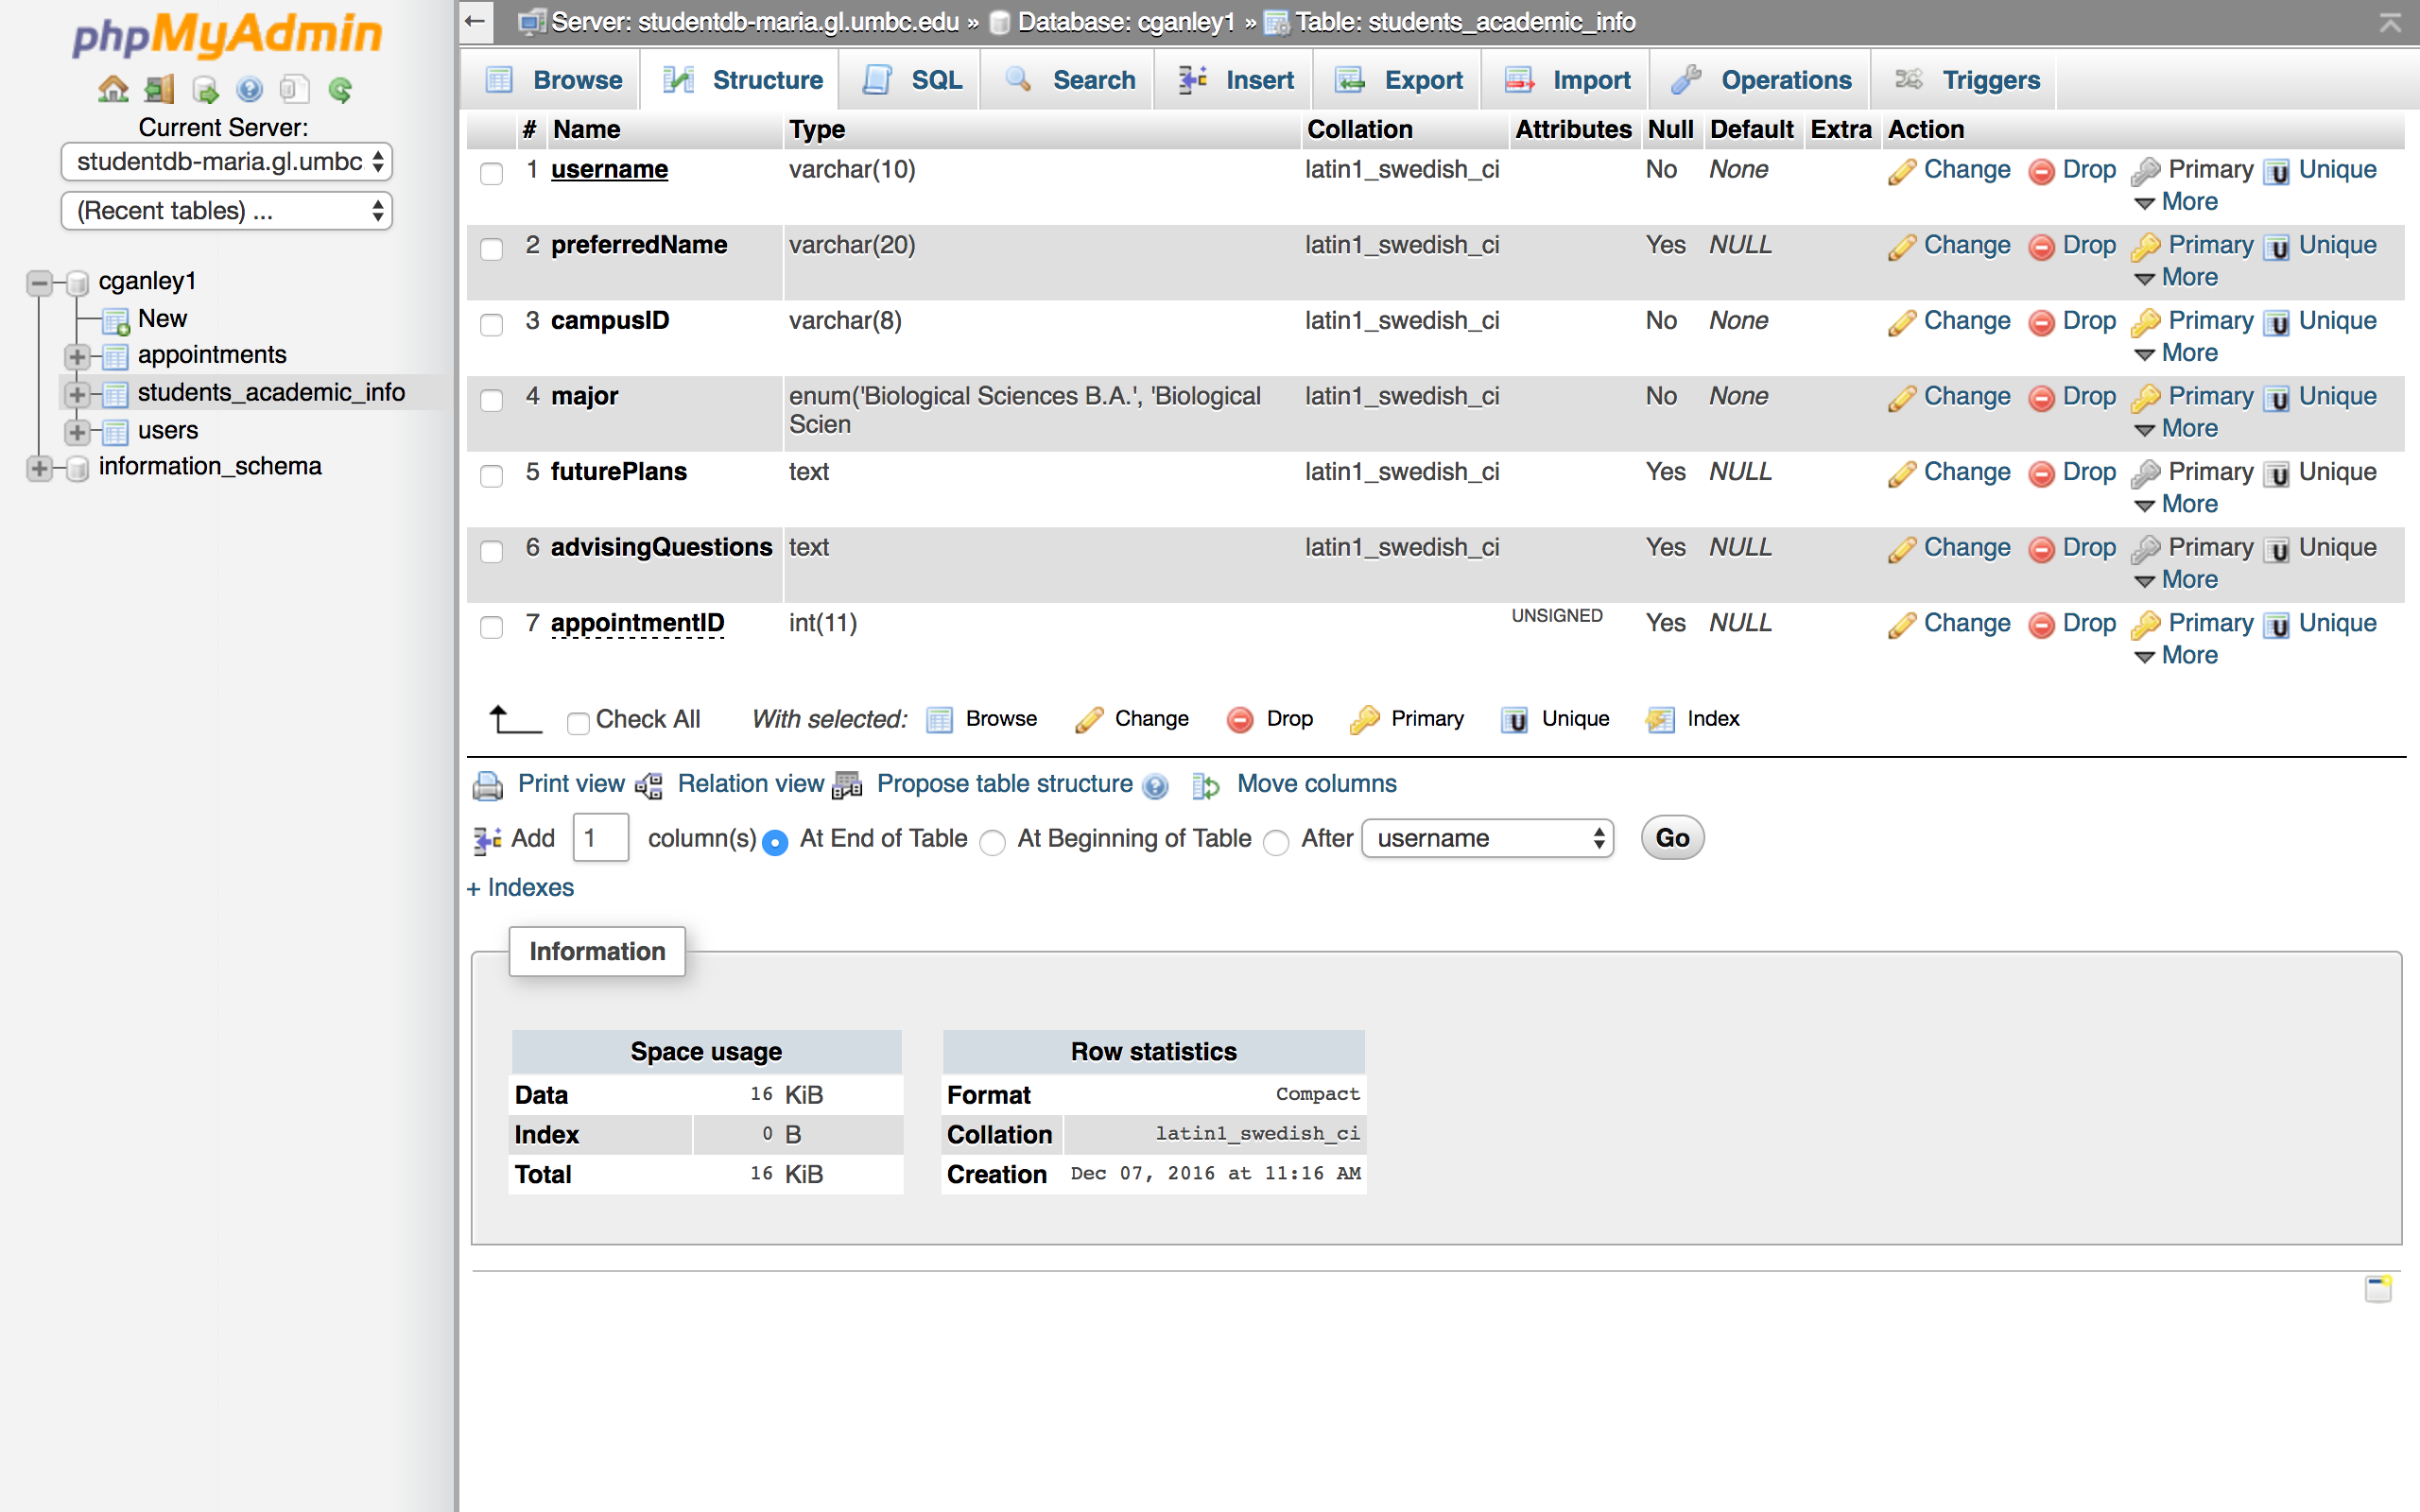 phpMyAdmin
Current Server:
studentdb-maria.gl.umbc
(Recent tables) ...
cganley1
New
appointments
students_academic_info
users
information_schema
Server: studentdb-maria.gl.umbc.edu » Database: cganley1 » Table: students_academic_info
Browse Structure SQL Search Insert Export Import Operations Triggers
# Name Type Collation Attributes Null Default Extra Action
1 username varchar(10) latin1_swedish_ci No None Change Drop Primary Unique
More
2 preferredName varchar(20) latin1_swedish_ci Yes NULL Change Drop Primary Unique
More
3 campusID varchar(8) latin1_swedish_ci No None Change Drop Primary Unique
More
4 major enum('Biological Sciences B.A.', 'Biological latin1_swedish_ci No None Change Drop Primary Unique
Scien More
5 futurePlans text latin1_swedish_ci Yes NULL Change Drop Primary Unique
More
6 advisingQuestions text latin1_swedish_ci Yes NULL Change Drop Primary Unique
More
7 appointmentID int(11) UNSIGNED Yes NULL Change Drop Primary Unique
More
Check All With selected: Browse Change Drop Primary Unique Index
Print view Relation view Propose table structure Move columns
Add 1 column(s) At End of Table At Beginning of Table After username Go
+ Indexes
Information
Space usage
Data 16 KiB
Index 0 B
Total 16 KiB
Row statistics
Format Compact
Collation latin1_swedish_ci
Creation Dec 07, 2016 at 11:16 AM